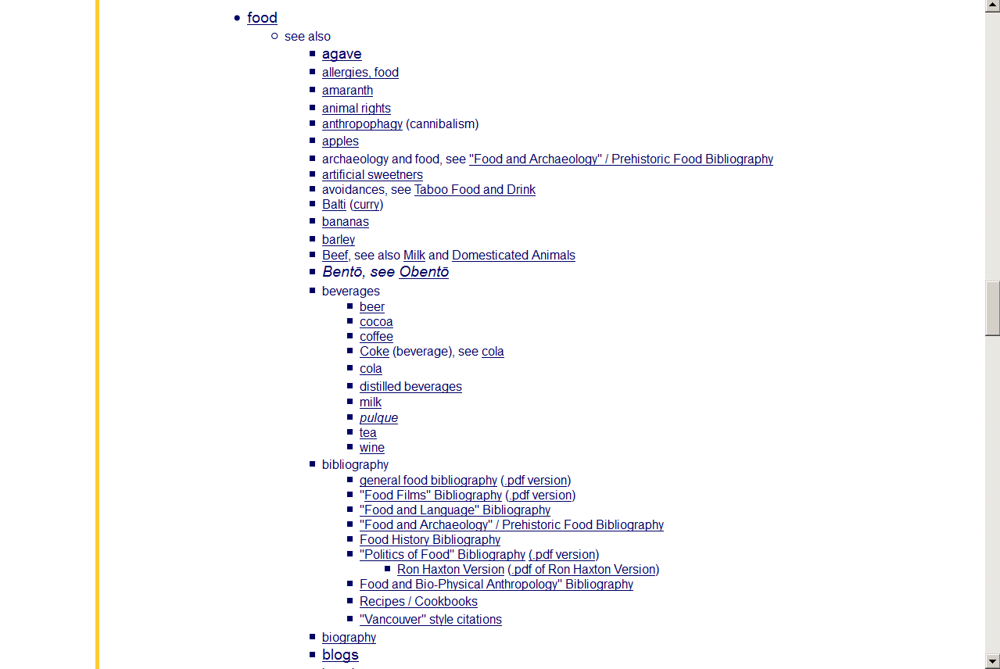 food
see also
agave
allergies, food
amaranth
animal rights
anthropophagy (cannibalism)
apples
archaeology and food, see "Food and Archaeology" / Prehistoric Food Bibliography
artificial sweetners
avoidances, see Taboo Food and Drink
Balti (curry)
bananas
barley
Beef, see also Milk and Domesticated Animals
Bentō, see Obentō
beverages
beer
cocoa
coffee
Coke (beverage), see cola
cola
distilled beverages
milk
pulque
tea
wine
bibliography
general food bibliography (.pdf version)
"Food Films" Bibliography (.pdf version)
"Food and Language" Bibliography
"Food and Archaeology" / Prehistoric Food Bibliography
Food History Bibliography
"Politics of Food" Bibliography (.pdf version)
Ron Haxton Version (.pdf of Ron Haxton Version)
Food and Bio-Physical Anthropology" Bibliography
Recipes / Cookbooks
"Vancouver" style citations
biography
blogs